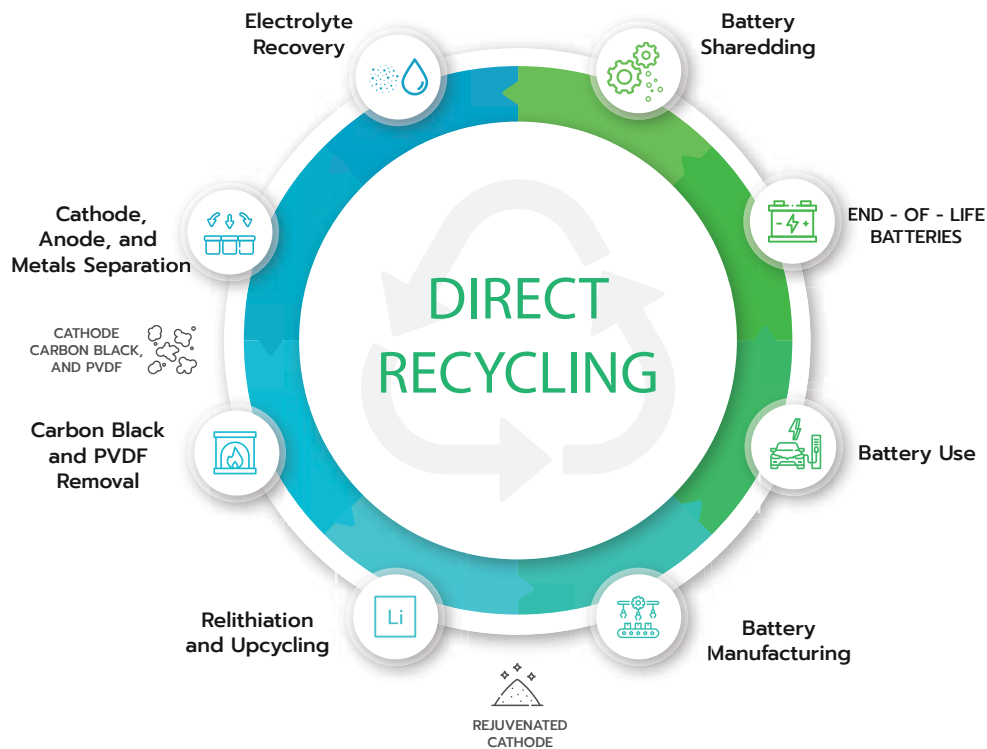 Electrolyte
Recovery
Battery
Sharedding
Cathode,
Anode, and
Metals Separation
END - OF - LIFE
BATTERIES
DIRECT
RECYCLING
CATHODE
CARBON BLACK,
AND PVDF
Carbon Black
and PVDF
Removal
Battery Use
Li
Relithiation
and Upcycling
Battery
Manufacturing
REJUVENATED
CATHODE